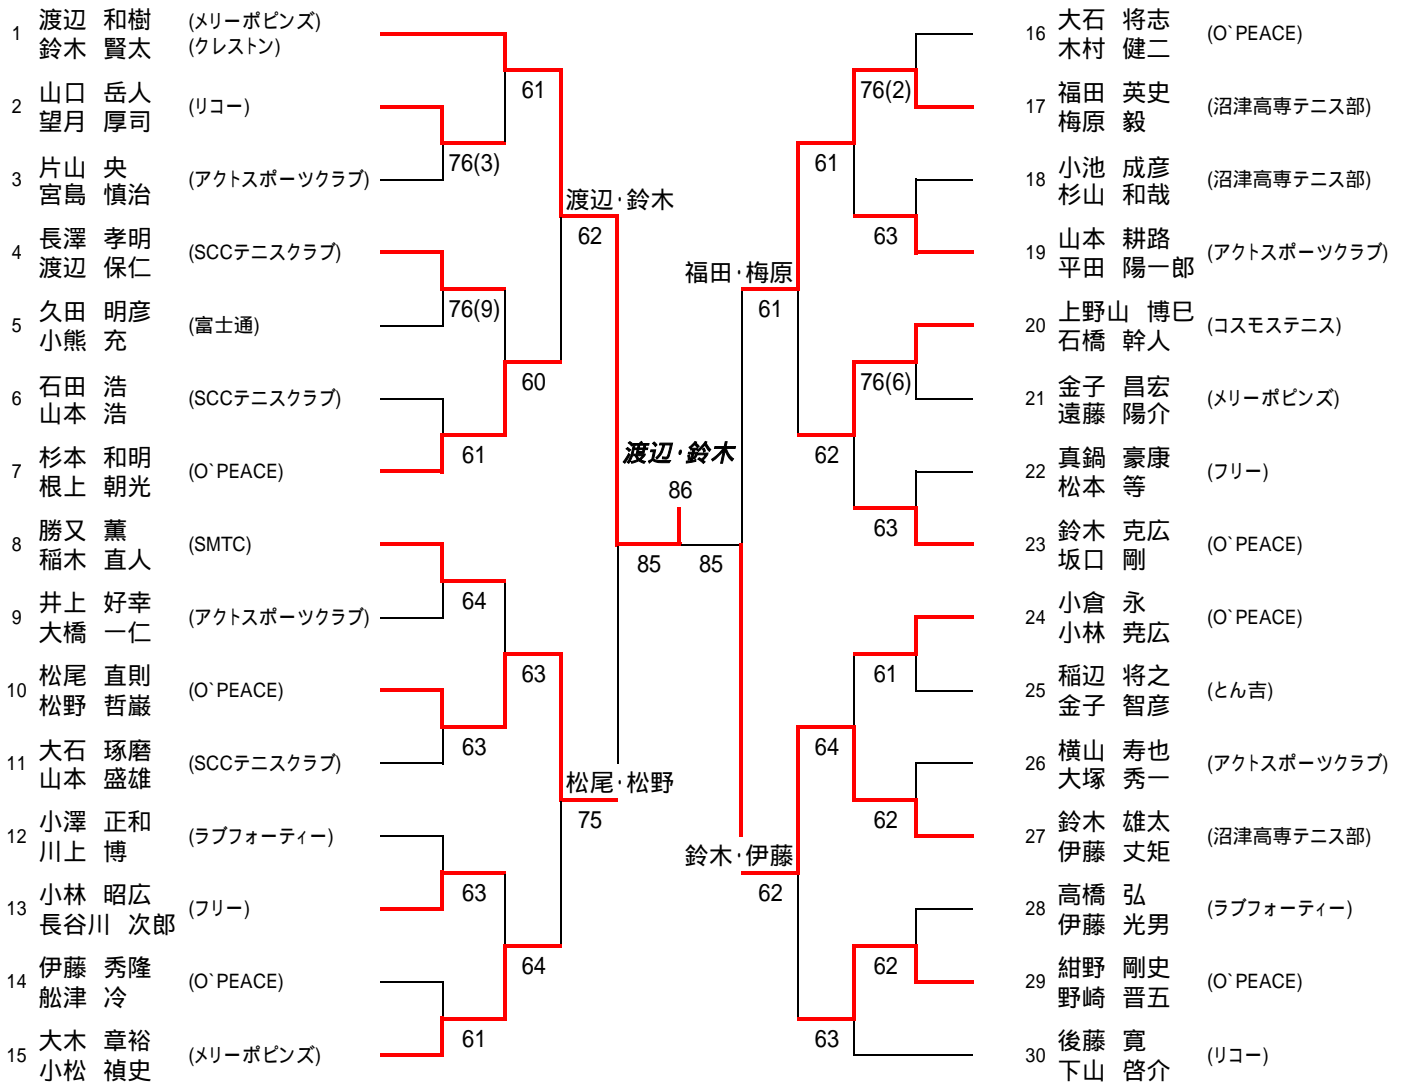 1 渡辺 和樹 (メリーポピンズ)
鈴木 賢太 (クレストン)
2 山口 岳人 (リコー)
望月 厚司
3 片山 央 (アクトスポーツクラブ)
宮島 慎治
4 長澤 孝明 (SCCテニスクラブ)
渡辺 保仁
5 久田 明彦 (富士通)
小熊 充
6 石田 浩 (SCCテニスクラブ)
山本 浩
7 杉本 和明 (O`PEACE)
根上 朝光
8 勝又 薫 (SMTC)
稲木 直人
9 井上 好幸 (アクトスポーツクラブ)
大橋 一仁
10 松尾 直則 (O`PEACE)
松野 哲巌
11 大石 琢磨 (SCCテニスクラブ)
山本 盛雄
12 小澤 正和 (ラブフォーティー)
川上 博
13 小林 昭広 (フリー)
長谷川 次郎
14 伊藤 秀隆 (O`PEACE)
舩津 冷
15 大木 章裕 (メリーポピンズ)
小松 禎史
76(3)
76(9)
61
64
63
63
61
61
60
63
64
渡辺・鈴木
62
松尾・松野
75
渡辺・鈴木
86
85
85
福田・梅原
61
鈴木・伊藤
62
61
62
64
63
76(2)
63
76(6)
63
61
62
62
16 大石 将志 (O`PEACE)
木村 健二
17 福田 英史 (沼津高専テニス部)
梅原 毅
18 小池 成彦 (沼津高専テニス部)
杉山 和哉
19 山本 耕路 (アクトスポーツクラブ)
平田 陽一郎
20 上野山 博巳 (コスモステニス)
石橋 幹人
21 金子 昌宏 (メリーポピンズ)
遠藤 陽介
22 真鍋 豪康 (フリー)
松本 等
23 鈴木 克広 (O`PEACE)
坂口 剛
24 小倉 永 (O`PEACE)
小林 尭広
25 稲辺 将之 (とん吉)
金子 智彦
26 横山 寿也 (アクトスポーツクラブ)
大塚 秀一
27 鈴木 雄太 (沼津高専テニス部)
伊藤 丈矩
28 高橋 弘 (ラブフォーティー)
伊藤 光男
29 紺野 剛史 (O`PEACE)
野崎 晋五
30 後藤 寛 (リコー)
下山 啓介